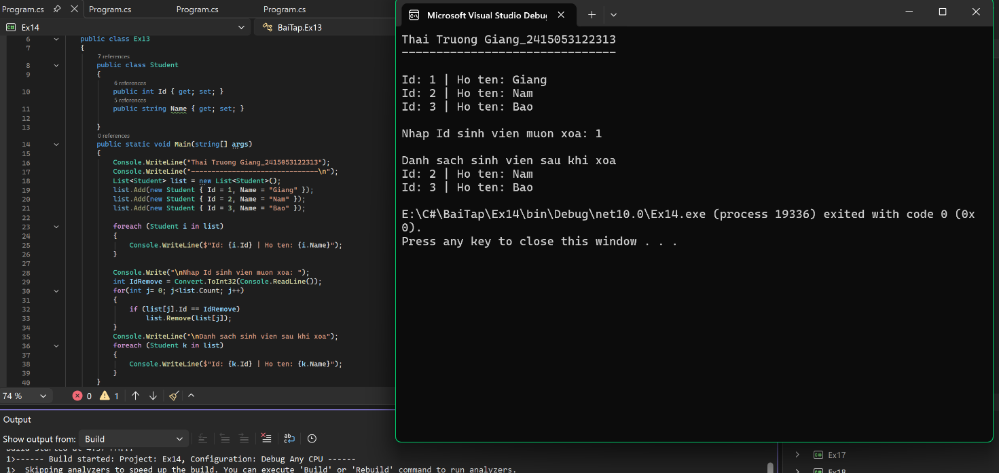 Program.cs
Program.cs
Program.cs
Program.cs
C# Ex14
BaiTap.Ex13
6 public class Ex13
7 {
7 references
8 public class Student
9 {
6 references
10 public int Id { get; set; }
5 references
11 public string Name { get; set; }
12
13 }
0 references
14 public static void Main(string[] args)
15 {
16 Console.WriteLine("Thai Truong Giang_2415053122313");
17 Console.WriteLine("-------------------------------\n");
18 List<Student> list = new List<Student>();
19 list.Add(new Student { Id = 1, Name = "Giang" });
20 list.Add(new Student { Id = 2, Name = "Nam" });
21 list.Add(new Student { Id = 3, Name = "Bao" });
22
23 foreach (Student i in list)
24 {
25 Console.WriteLine($"Id: {i.Id} | Ho ten: {i.Name}");
26 }
27
28 Console.Write("\nNhap Id sinh vien muon xoa: ");
29 int IdRemove = Convert.ToInt32(Console.ReadLine());
30 for(int j= 0; j<list.Count; j++)
31 {
32 if (list[j].Id == IdRemove)
33 list.Remove(list[j]);
34 }
35 Console.WriteLine("\nDanh sach sinh vien sau khi xoa");
36 foreach (Student k in list)
37 {
38 Console.WriteLine($"Id: {k.Id} | Ho ten: {k.Name}");
39 }
40 }
74 %
0
1
Output
Show output from: Build
1>------ Build started: Project: Ex14, Configuration: Debug Any CPU ------
1> Skipping analyzers to speed up the build. You can execute 'Build' or 'Rebuild' command to run analyzers.
Microsoft Visual Studio Debug
Thai Truong Giang_2415053122313
-------------------------------
Id: 1 | Ho ten: Giang
Id: 2 | Ho ten: Nam
Id: 3 | Ho ten: Bao
Nhap Id sinh vien muon xoa: 1
Danh sach sinh vien sau khi xoa
Id: 2 | Ho ten: Nam
Id: 3 | Ho ten: Bao
E:\C#\BaiTap\Ex14\bin\Debug\net10.0\Ex14.exe (process 19336) exited with code 0 (0x
0).
Press any key to close this window . . .
C# Ex17
C# Ex18